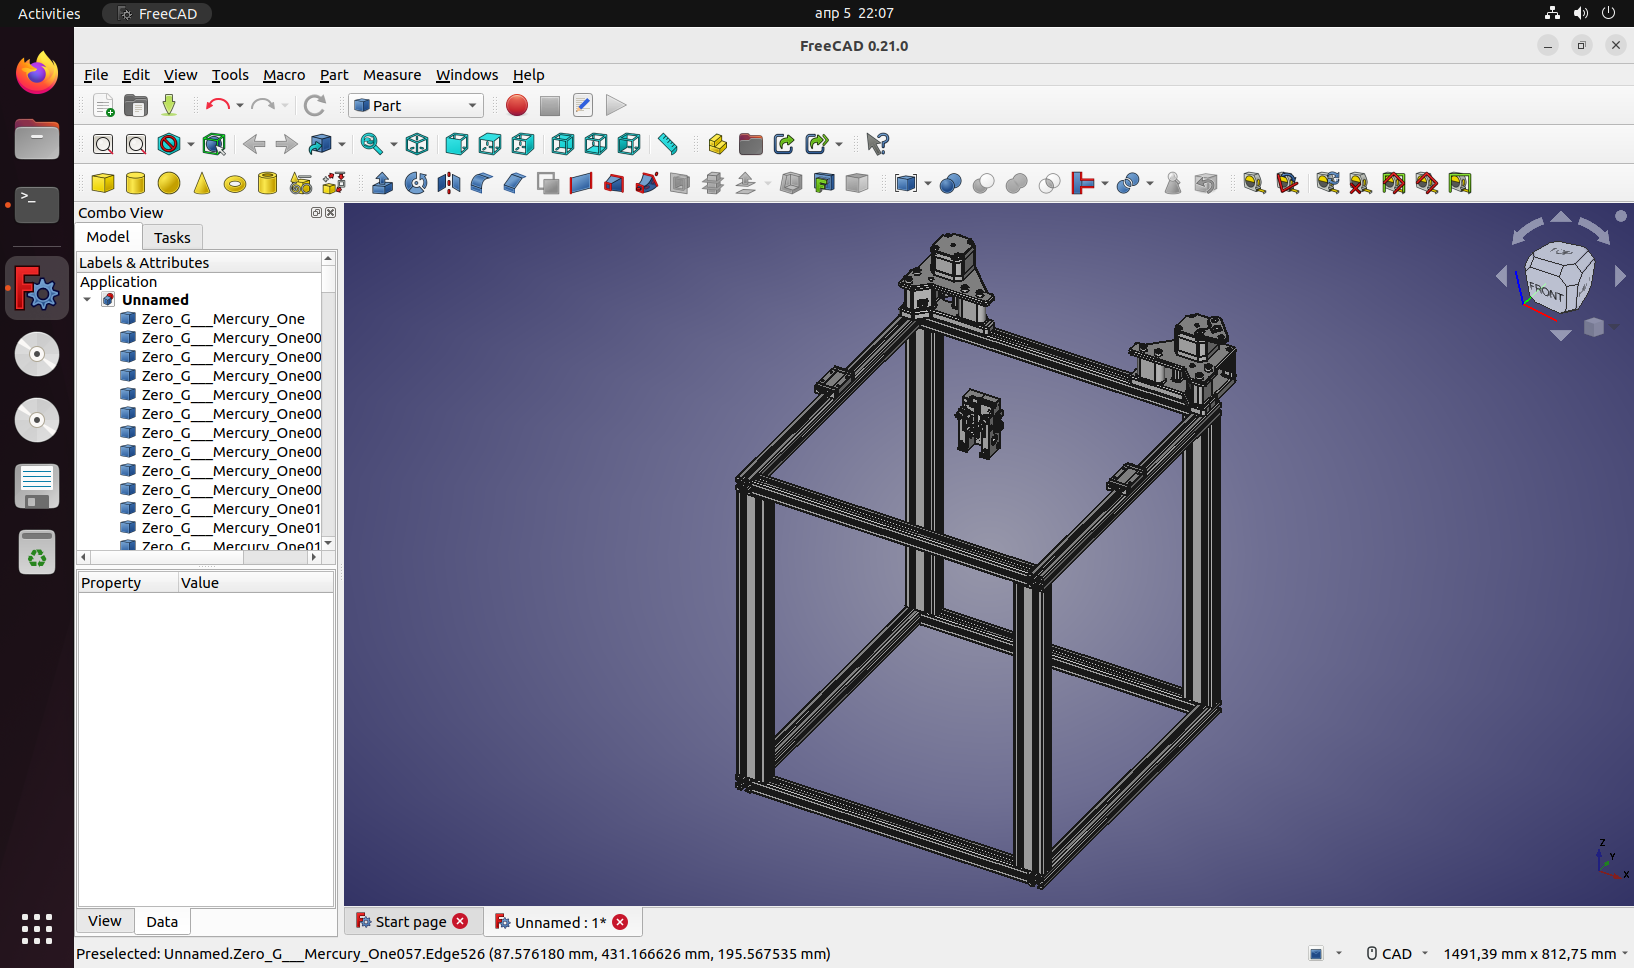 Activities
FreeCAD
апр 5 22:07
FreeCAD 0.21.0
File Edit View Tools Macro Part Measure Windows Help
Part
Combo View
Model
Tasks
Labels & Attributes
Application
Unnamed
Zero_G___Mercury_One
Zero_G___Mercury_One00
Zero_G___Mercury_One00
Zero_G___Mercury_One00
Zero_G___Mercury_One00
Zero_G___Mercury_One00
Zero_G___Mercury_One00
Zero_G___Mercury_One00
Zero_G___Mercury_One00
Zero_G___Mercury_One00
Zero_G___Mercury_One01
Zero_G___Mercury_One01
Zero_G___Mercury_One01
TOP
FRONT
Property Value
Z
Y
X
View
Data
Start page
Unnamed : 1*
Preselected: Unnamed.Zero_G___Mercury_One057.Edge526 (87.576180 mm, 431.166626 mm, 195.567535 mm)
CAD
1491,39 mm x 812,75 mm